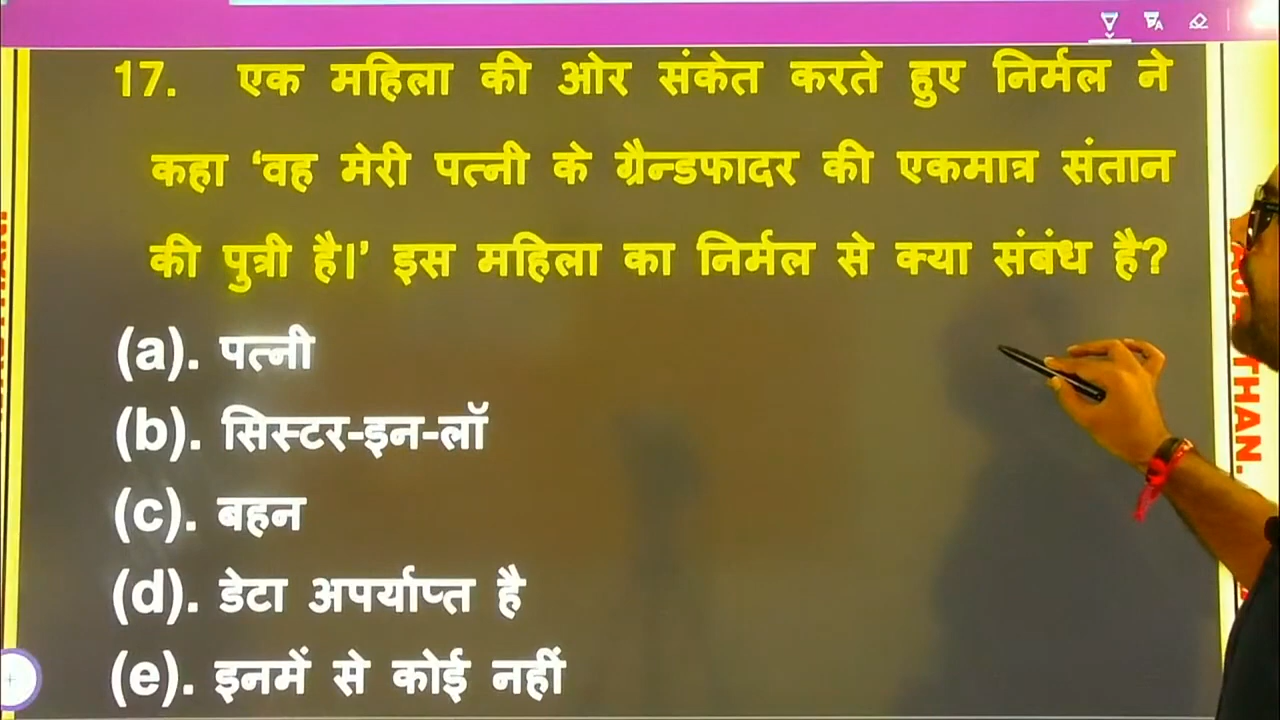 17. एक महिला की ओर संकेत करते हुए निर्मल ने
कहा ‘वह मेरी पत्नी के ग्रैन्डफादर की एकमात्र संतान
की पुत्री है।’ इस महिला का निर्मल से क्या संबंध है?
(a). पत्नी
(b). सिस्टर-इन-लॉ
(c). बहन
(d). डेटा अपर्याप्त है
(e). इनमें से कोई नहीं
THAN.